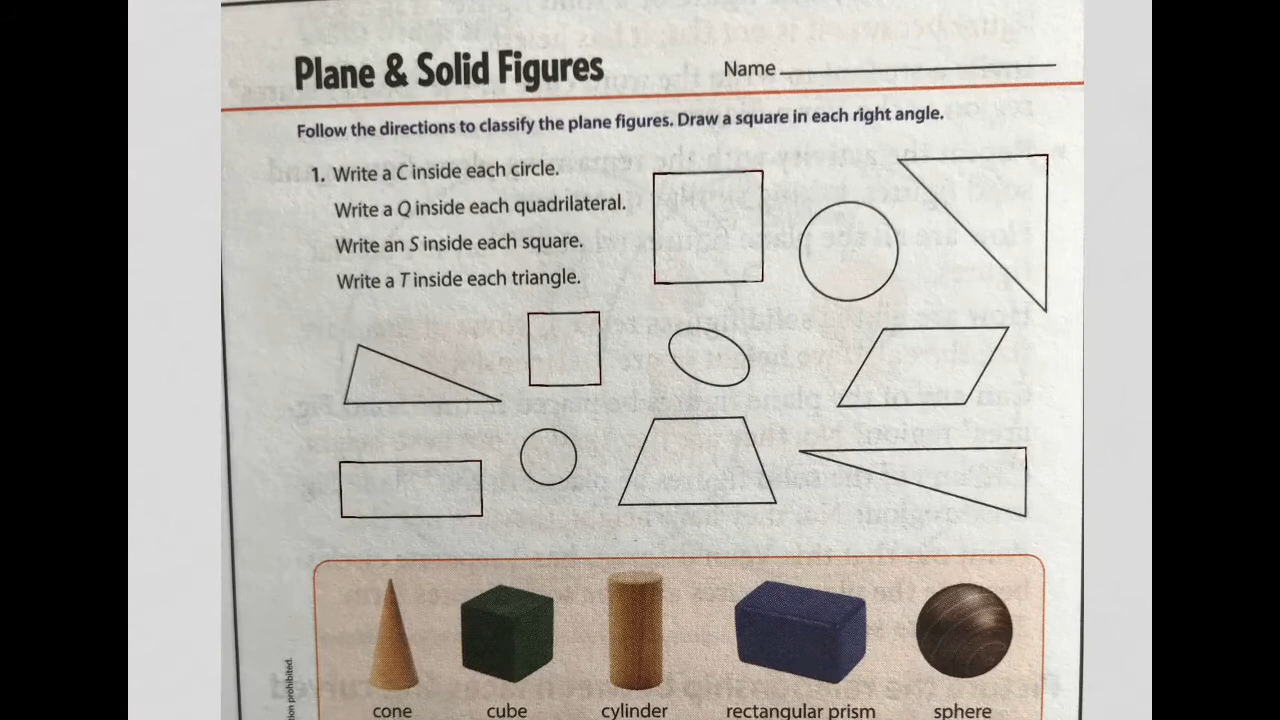 Plane & Solid Figures
Name
Follow the directions to classify the plane figures. Draw a square in each right angle.
1. Write a C inside each circle.
Write a Q inside each quadrilateral.
Write an S inside each square.
Write a T inside each triangle.
cone cube cylinder rectangular prism sphere
tion prohibited.